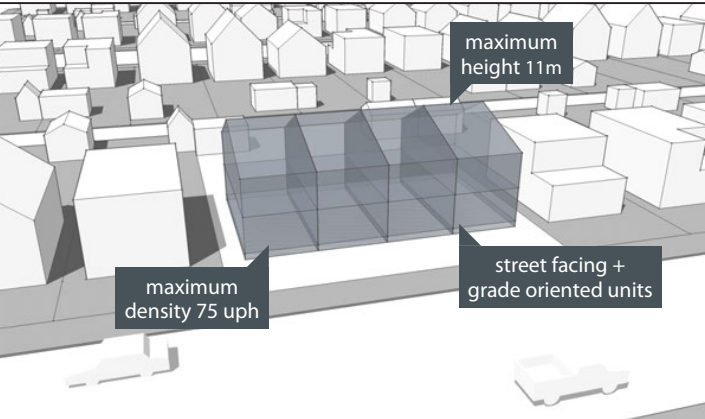 maximum
height 11m
maximum
density 75 uph
street facing +
grade oriented units